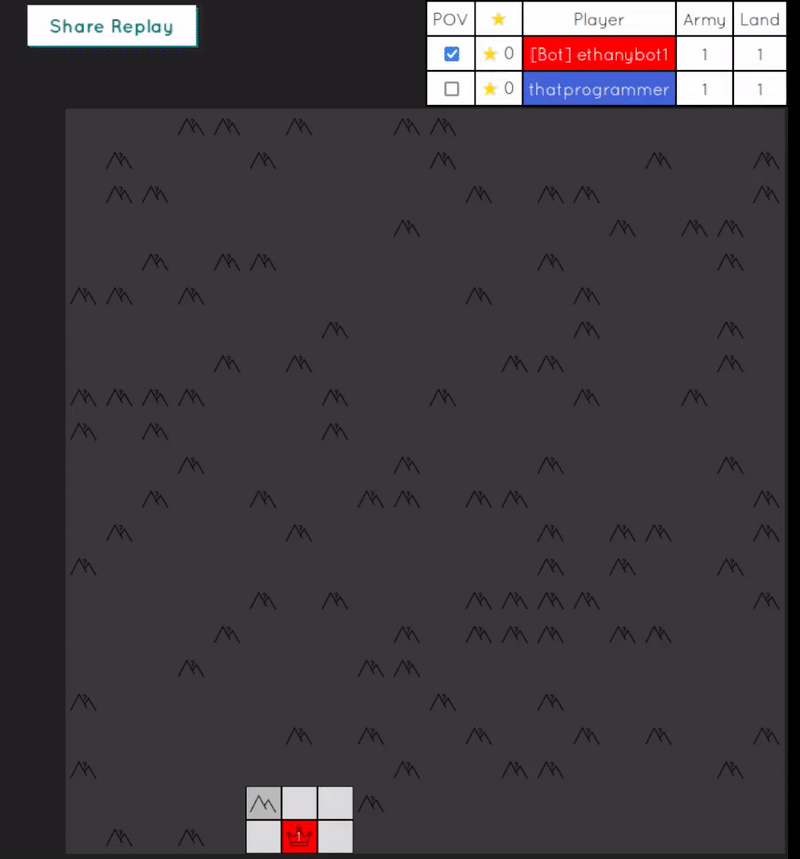 Share Replay
POV ★ Player Army Land
★ 0 [Bot] ethanybot1 1 1
★ 0 thatprogrammer 1 1
1